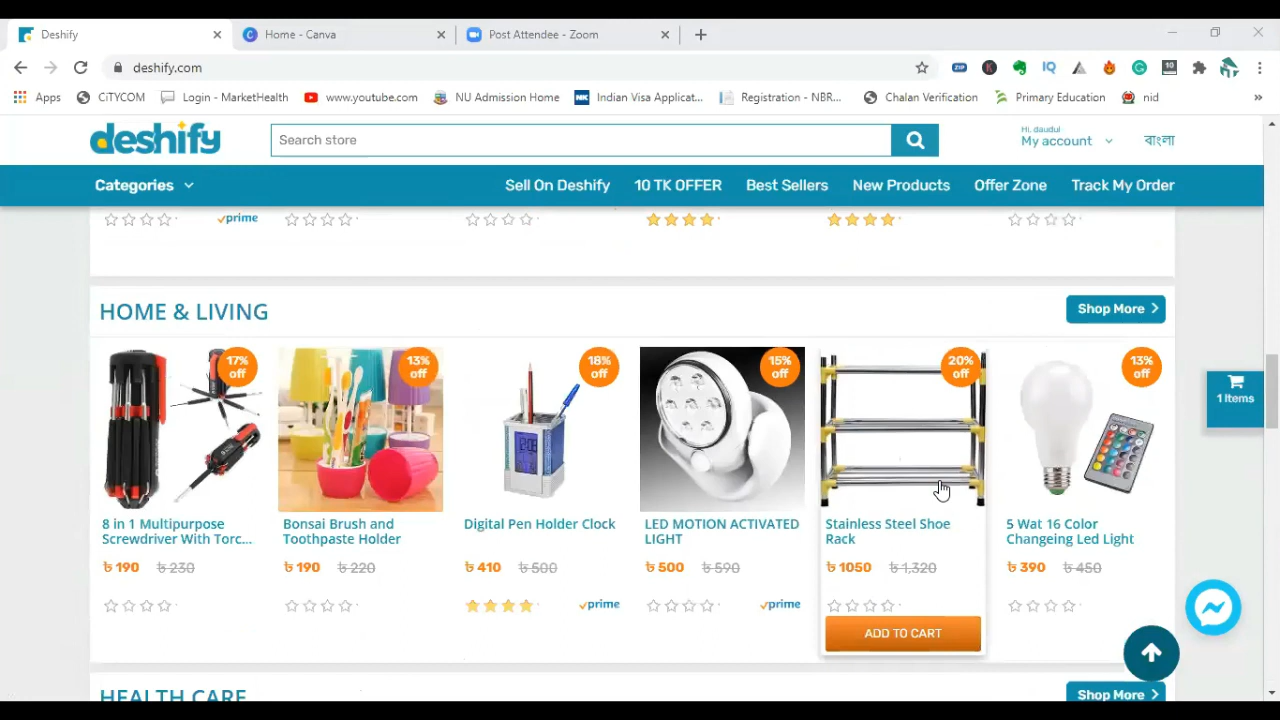 Deshify
Home - Canva
Post Attendee - Zoom
deshify.com
Apps
CiTYCOM
Login - MarketHealth
www.youtube.com
NU Admission Home
Indian Visa Applicat...
Registration - NBR...
Chalan Verification
Primary Education
nid
deshify
Search store
Hi, daudul
My account
বাংলা
Categories
Sell On Deshify
10 TK OFFER
Best Sellers
New Products
Offer Zone
Track My Order
prime
HOME & LIVING
Shop More
17% off
13% off
18% off
15% off
20% off
13% off
1 Items
8 in 1 Multipurpose
Screwdriver With Torc...
৳ 190 ৳ 230
Bonsai Brush and
Toothpaste Holder
৳ 190 ৳ 220
Digital Pen Holder Clock
৳ 410 ৳ 500
prime
LED MOTION ACTIVATED
LIGHT
৳ 500 ৳ 590
prime
Stainless Steel Shoe
Rack
৳ 1050 ৳ 1,320
ADD TO CART
5 Wat 16 Color
Changeing Led Light
৳ 390 ৳ 450
HEALTH CARE
Shop More